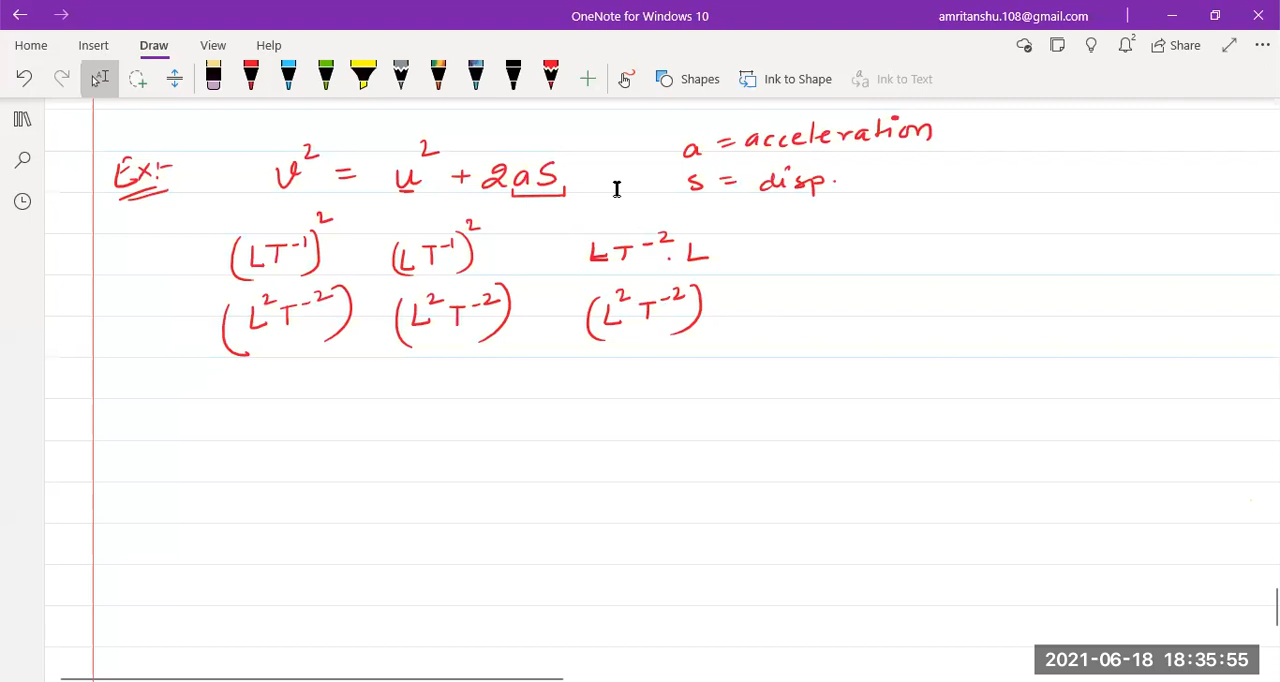 OneNote for Windows 10
amritanshu.108@gmail.com
Home Insert Draw View Help
Share
Shapes Ink to Shape Ink to Text
Ex:- v² = u² + 2aS
a = acceleration
s = disp.
(LT⁻¹)² (LT⁻¹)² LT⁻².L
(L²T⁻²) (L²T⁻²) (L²T⁻²)
2021-06-18 18:35:55